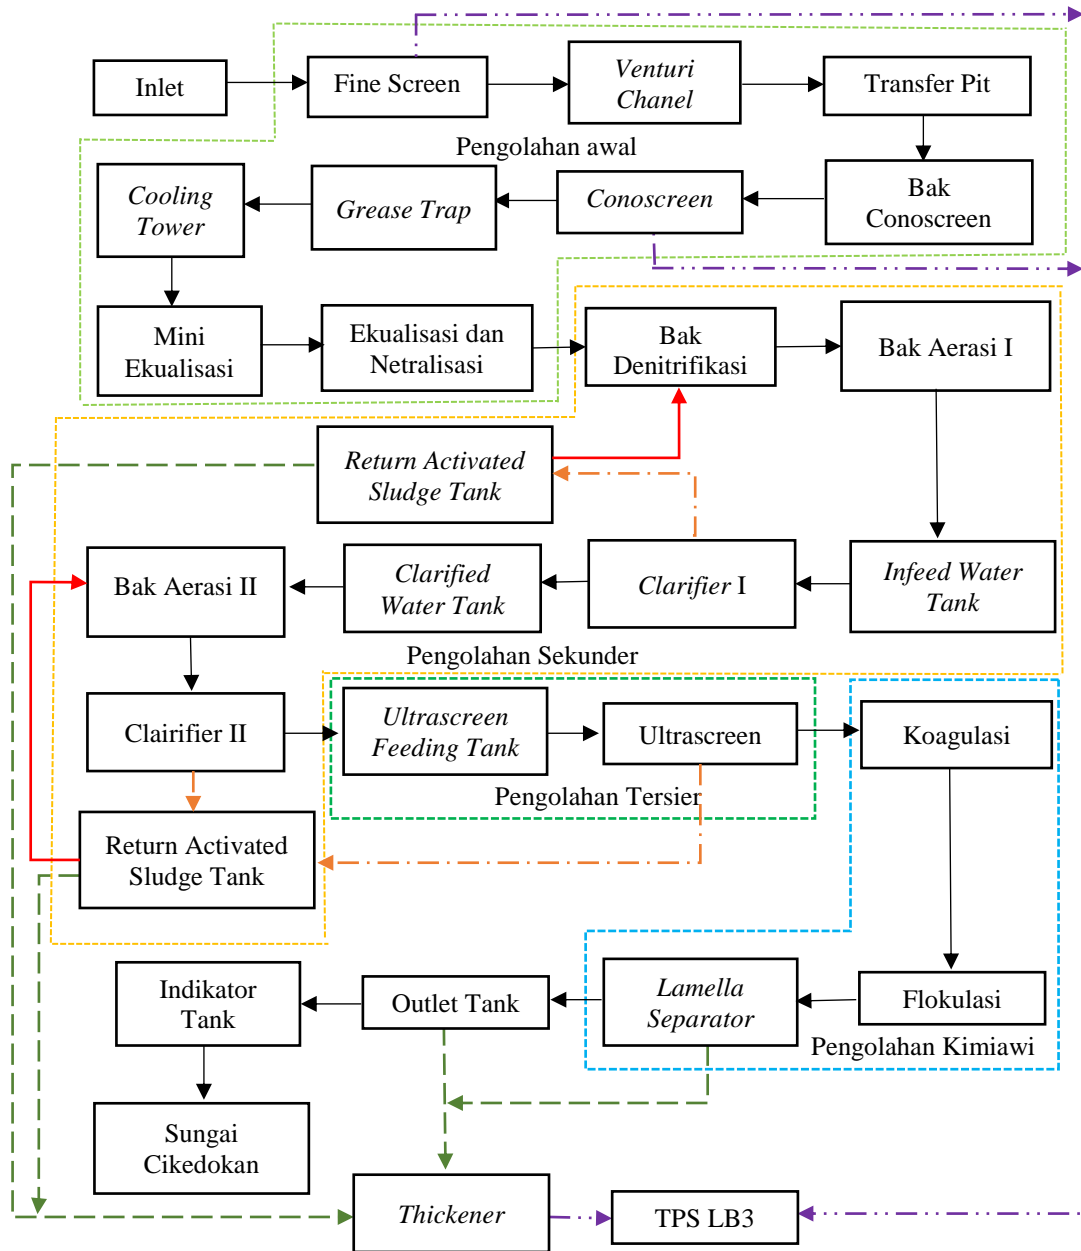 Inlet
Fine Screen
Venturi
Chanel
Transfer Pit
Pengolahan awal
Cooling
Tower
Grease Trap
Conoscreen
Bak
Conoscreen
Mini
Ekualisasi
Ekualisasi dan
Netralisasi
Bak
Denitrifikasi
Bak Aerasi I
Return Activated
Sludge Tank
Bak Aerasi II
Clarified
Water Tank
Clarifier I
Infeed Water
Tank
Pengolahan Sekunder
Clairifier II
Ultrascreen
Feeding Tank
Ultrascreen
Koagulasi
Pengolahan Tersier
Return Activated
Sludge Tank
Indikator
Tank
Outlet Tank
Lamella
Separator
Flokulasi
Pengolahan Kimiawi
Sungai
Cikedokan
Thickener
TPS LB3